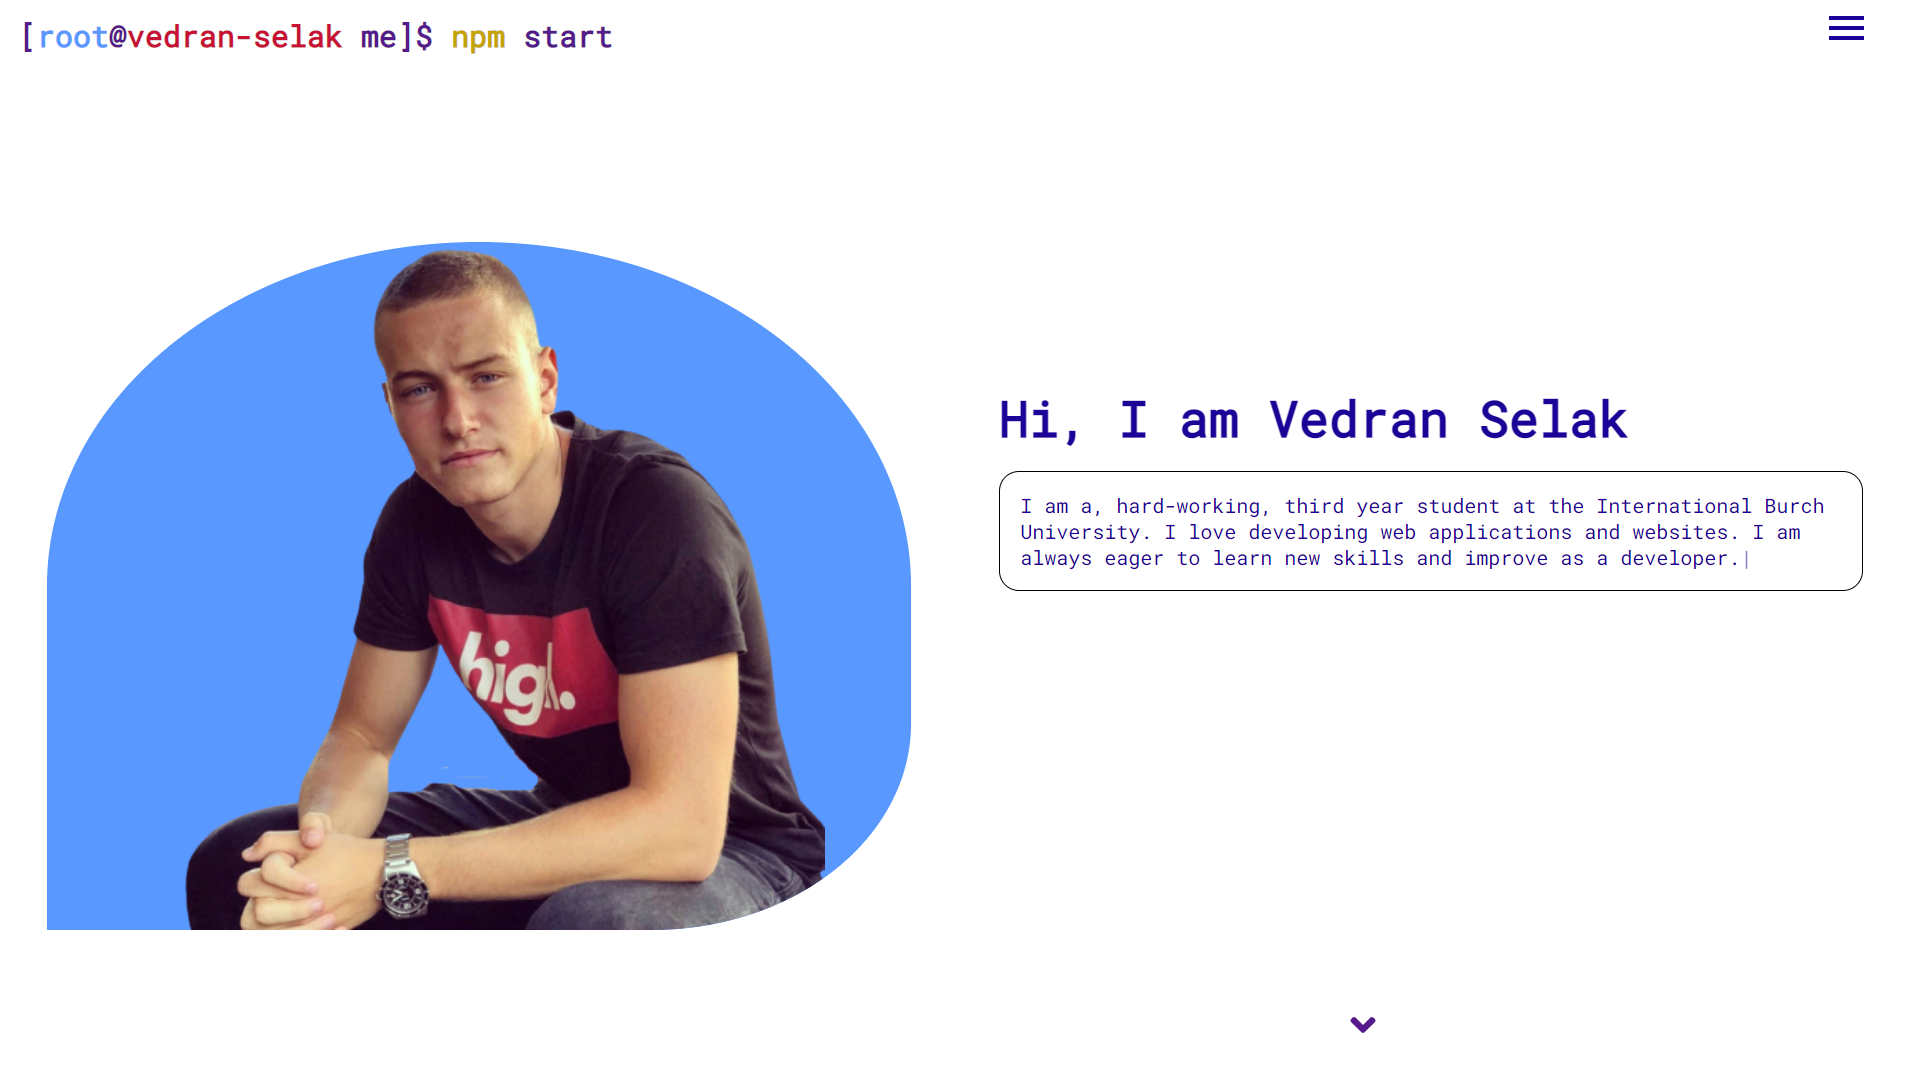 [root@vedran-selak me]$ npm start
Hi, I am Vedran Selak
I am a, hard-working, third year student at the International Burch
University. I love developing web applications and websites. I am
always eager to learn new skills and improve as a developer.
high.